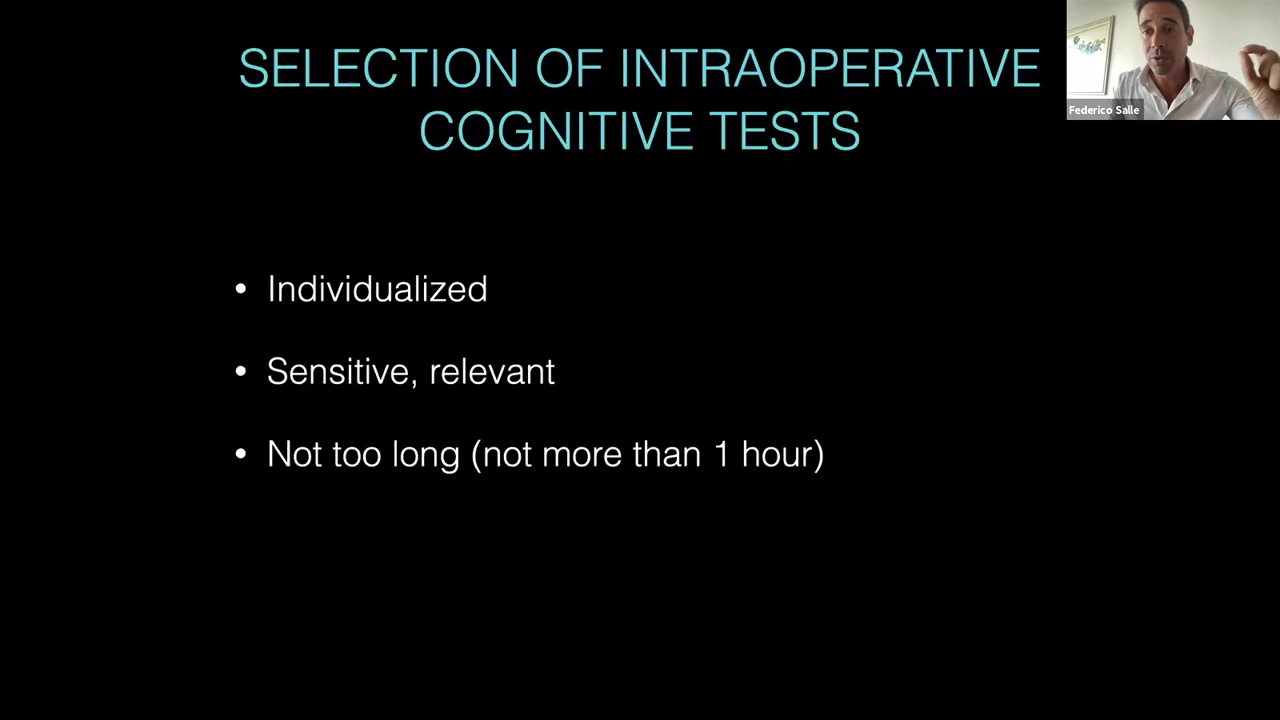 SELECTION OF INTRAOPERATIVE
COGNITIVE TESTS
Federico Salle
• Individualized
• Sensitive, relevant
• Not too long (not more than 1 hour)